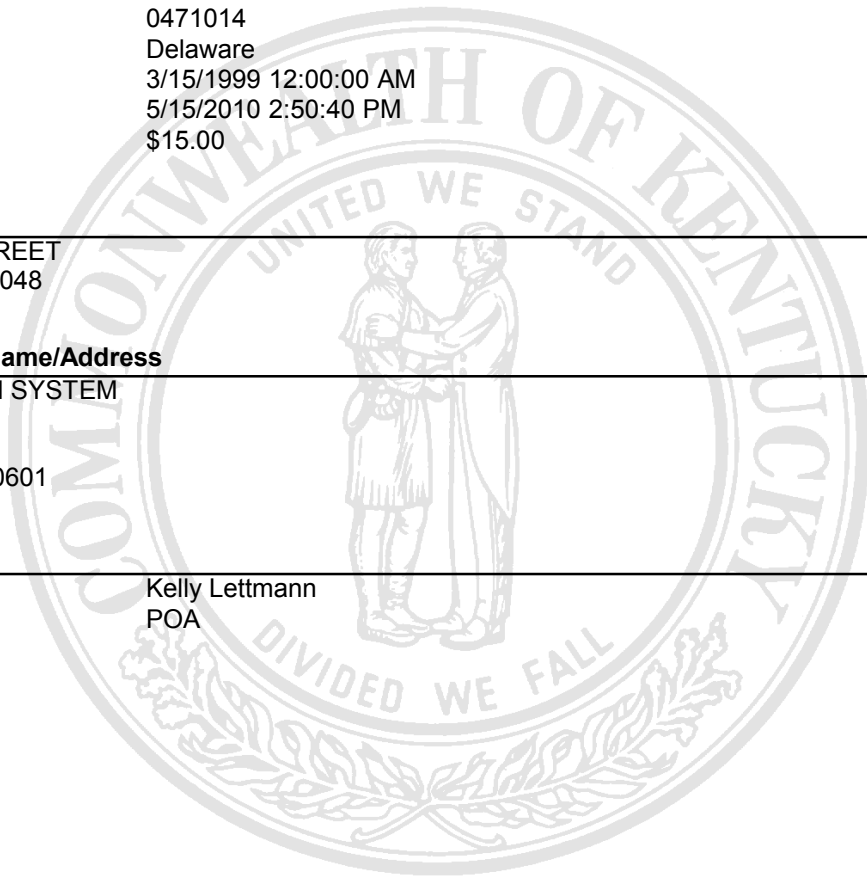 0471014
Delaware
3/15/1999 12:00:00 AM
5/15/2010 2:50:40 PM
$15.00
COMMONWEALTH OF KENTUCKY
UNITED WE STAND
REET
048
ame/Address
SYSTEM
0601
Kelly Lettmann
POA
DIVIDED WE FALL